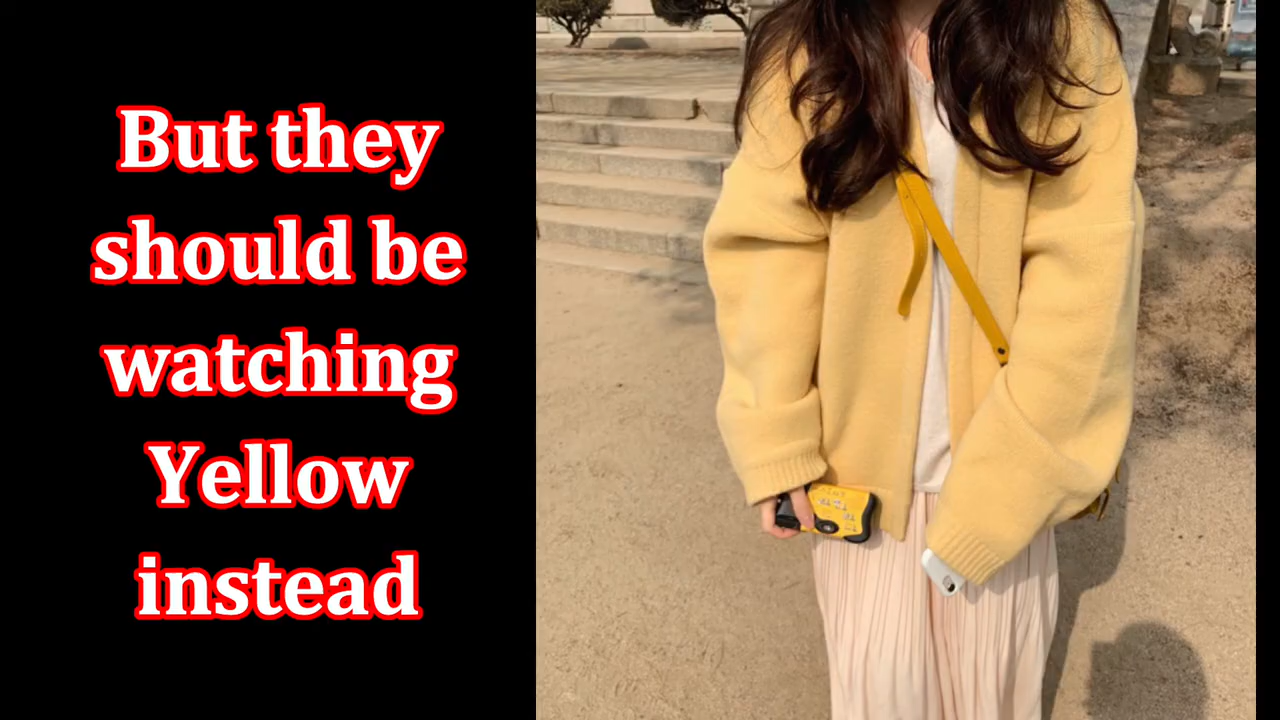 But they
should be
watching
Yellow
instead